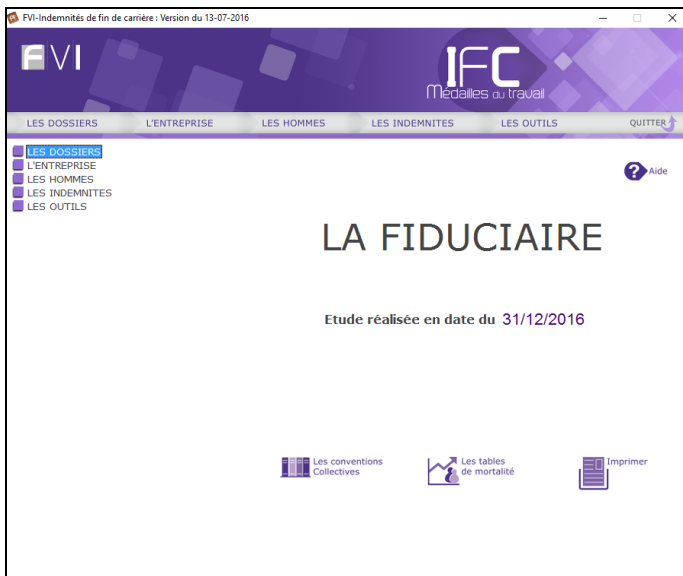 FVI-Indemnités de fin de carrière : Version du 13-07-2016
FVI
IFC
Médailles du travail
LES DOSSIERS L'ENTREPRISE LES HOMMES LES INDEMNITES LES OUTILS QUITTER
LES DOSSIERS
L'ENTREPRISE
LES HOMMES
LES INDEMNITES
LES OUTILS
? Aide
LA FIDUCIAIRE
Etude réalisée en date du 31/12/2016
Les conventions
Collectives
Les tables
de mortalité
Imprimer